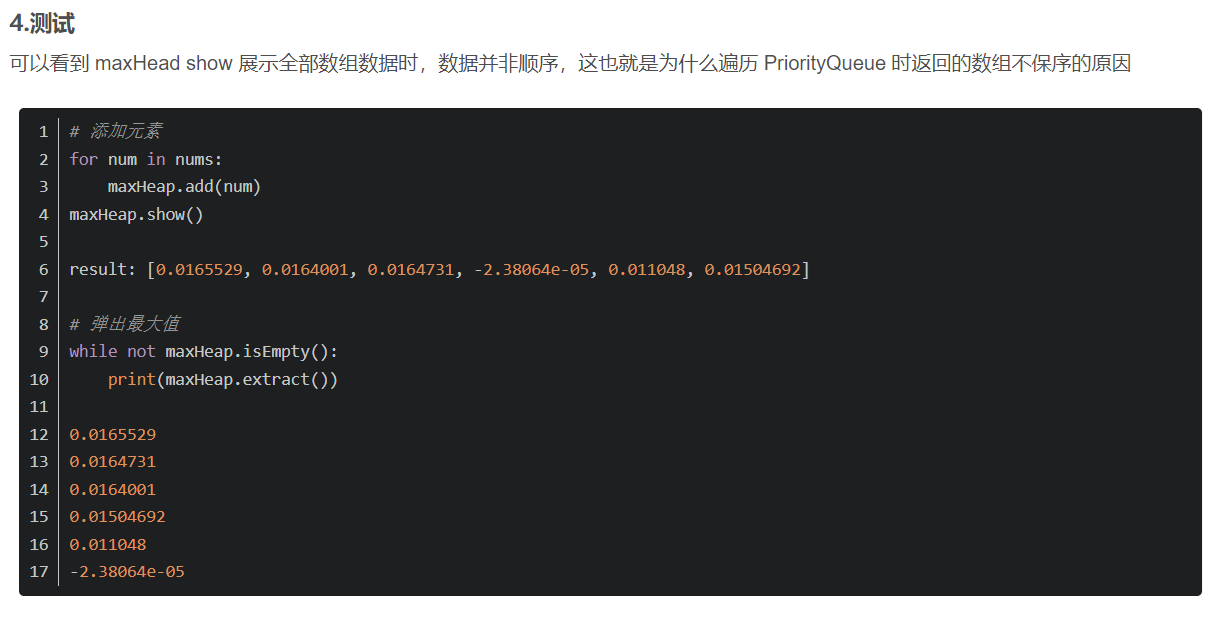 4.测试
可以看到 maxHead show 展示全部数组数据时，数据并非顺序，这也就是为什么遍历 PriorityQueue 时返回的数组不保序的原因
1 # 添加元素
2 for num in nums:
3     maxHeap.add(num)
4 maxHeap.show()
5
6 result: [0.0165529, 0.0164001, 0.0164731, -2.38064e-05, 0.011048, 0.01504692]
7
8 # 弹出最大值
9 while not maxHeap.isEmpty():
10     print(maxHeap.extract())
11
12 0.0165529
13 0.0164731
14 0.0164001
15 0.01504692
16 0.011048
17 -2.38064e-05